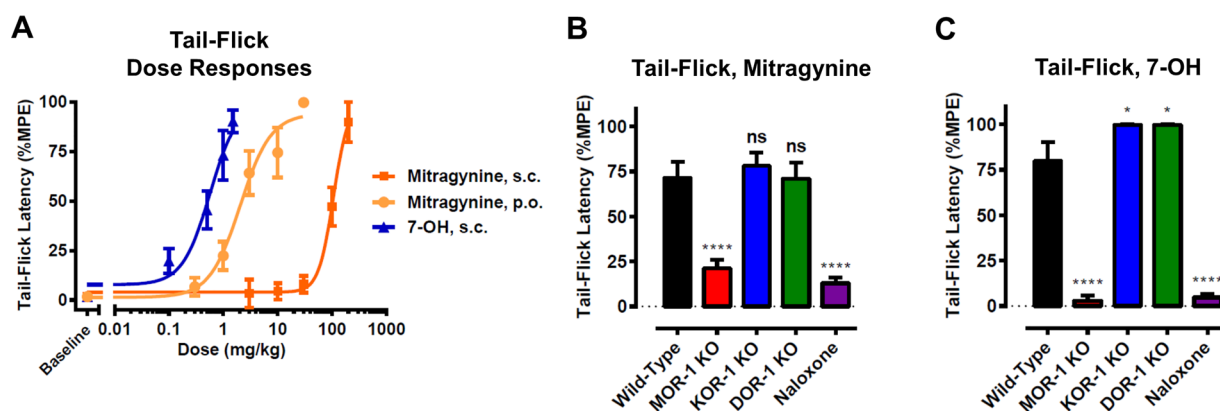 A
Tail-Flick
Dose Responses
Tail-Flick Latency (%MPE)
100
75
50
25
0
Baseline
0.01
0.1
1
10
100
1000
Dose (mg/kg)
Mitragynine, s.c.
Mitragynine, p.o.
7-OH, s.c.
B
Tail-Flick, Mitragynine
Tail-Flick Latency (%MPE)
100
75
50
25
0
****
ns
ns
****
Wild-Type
MOR-1 KO
KOR-1 KO
DOR-1 KO
Naloxone
C
Tail-Flick, 7-OH
Tail-Flick Latency (%MPE)
100
75
50
25
0
****
*
*
****
Wild-Type
MOR-1 KO
KOR-1 KO
DOR-1 KO
Naloxone